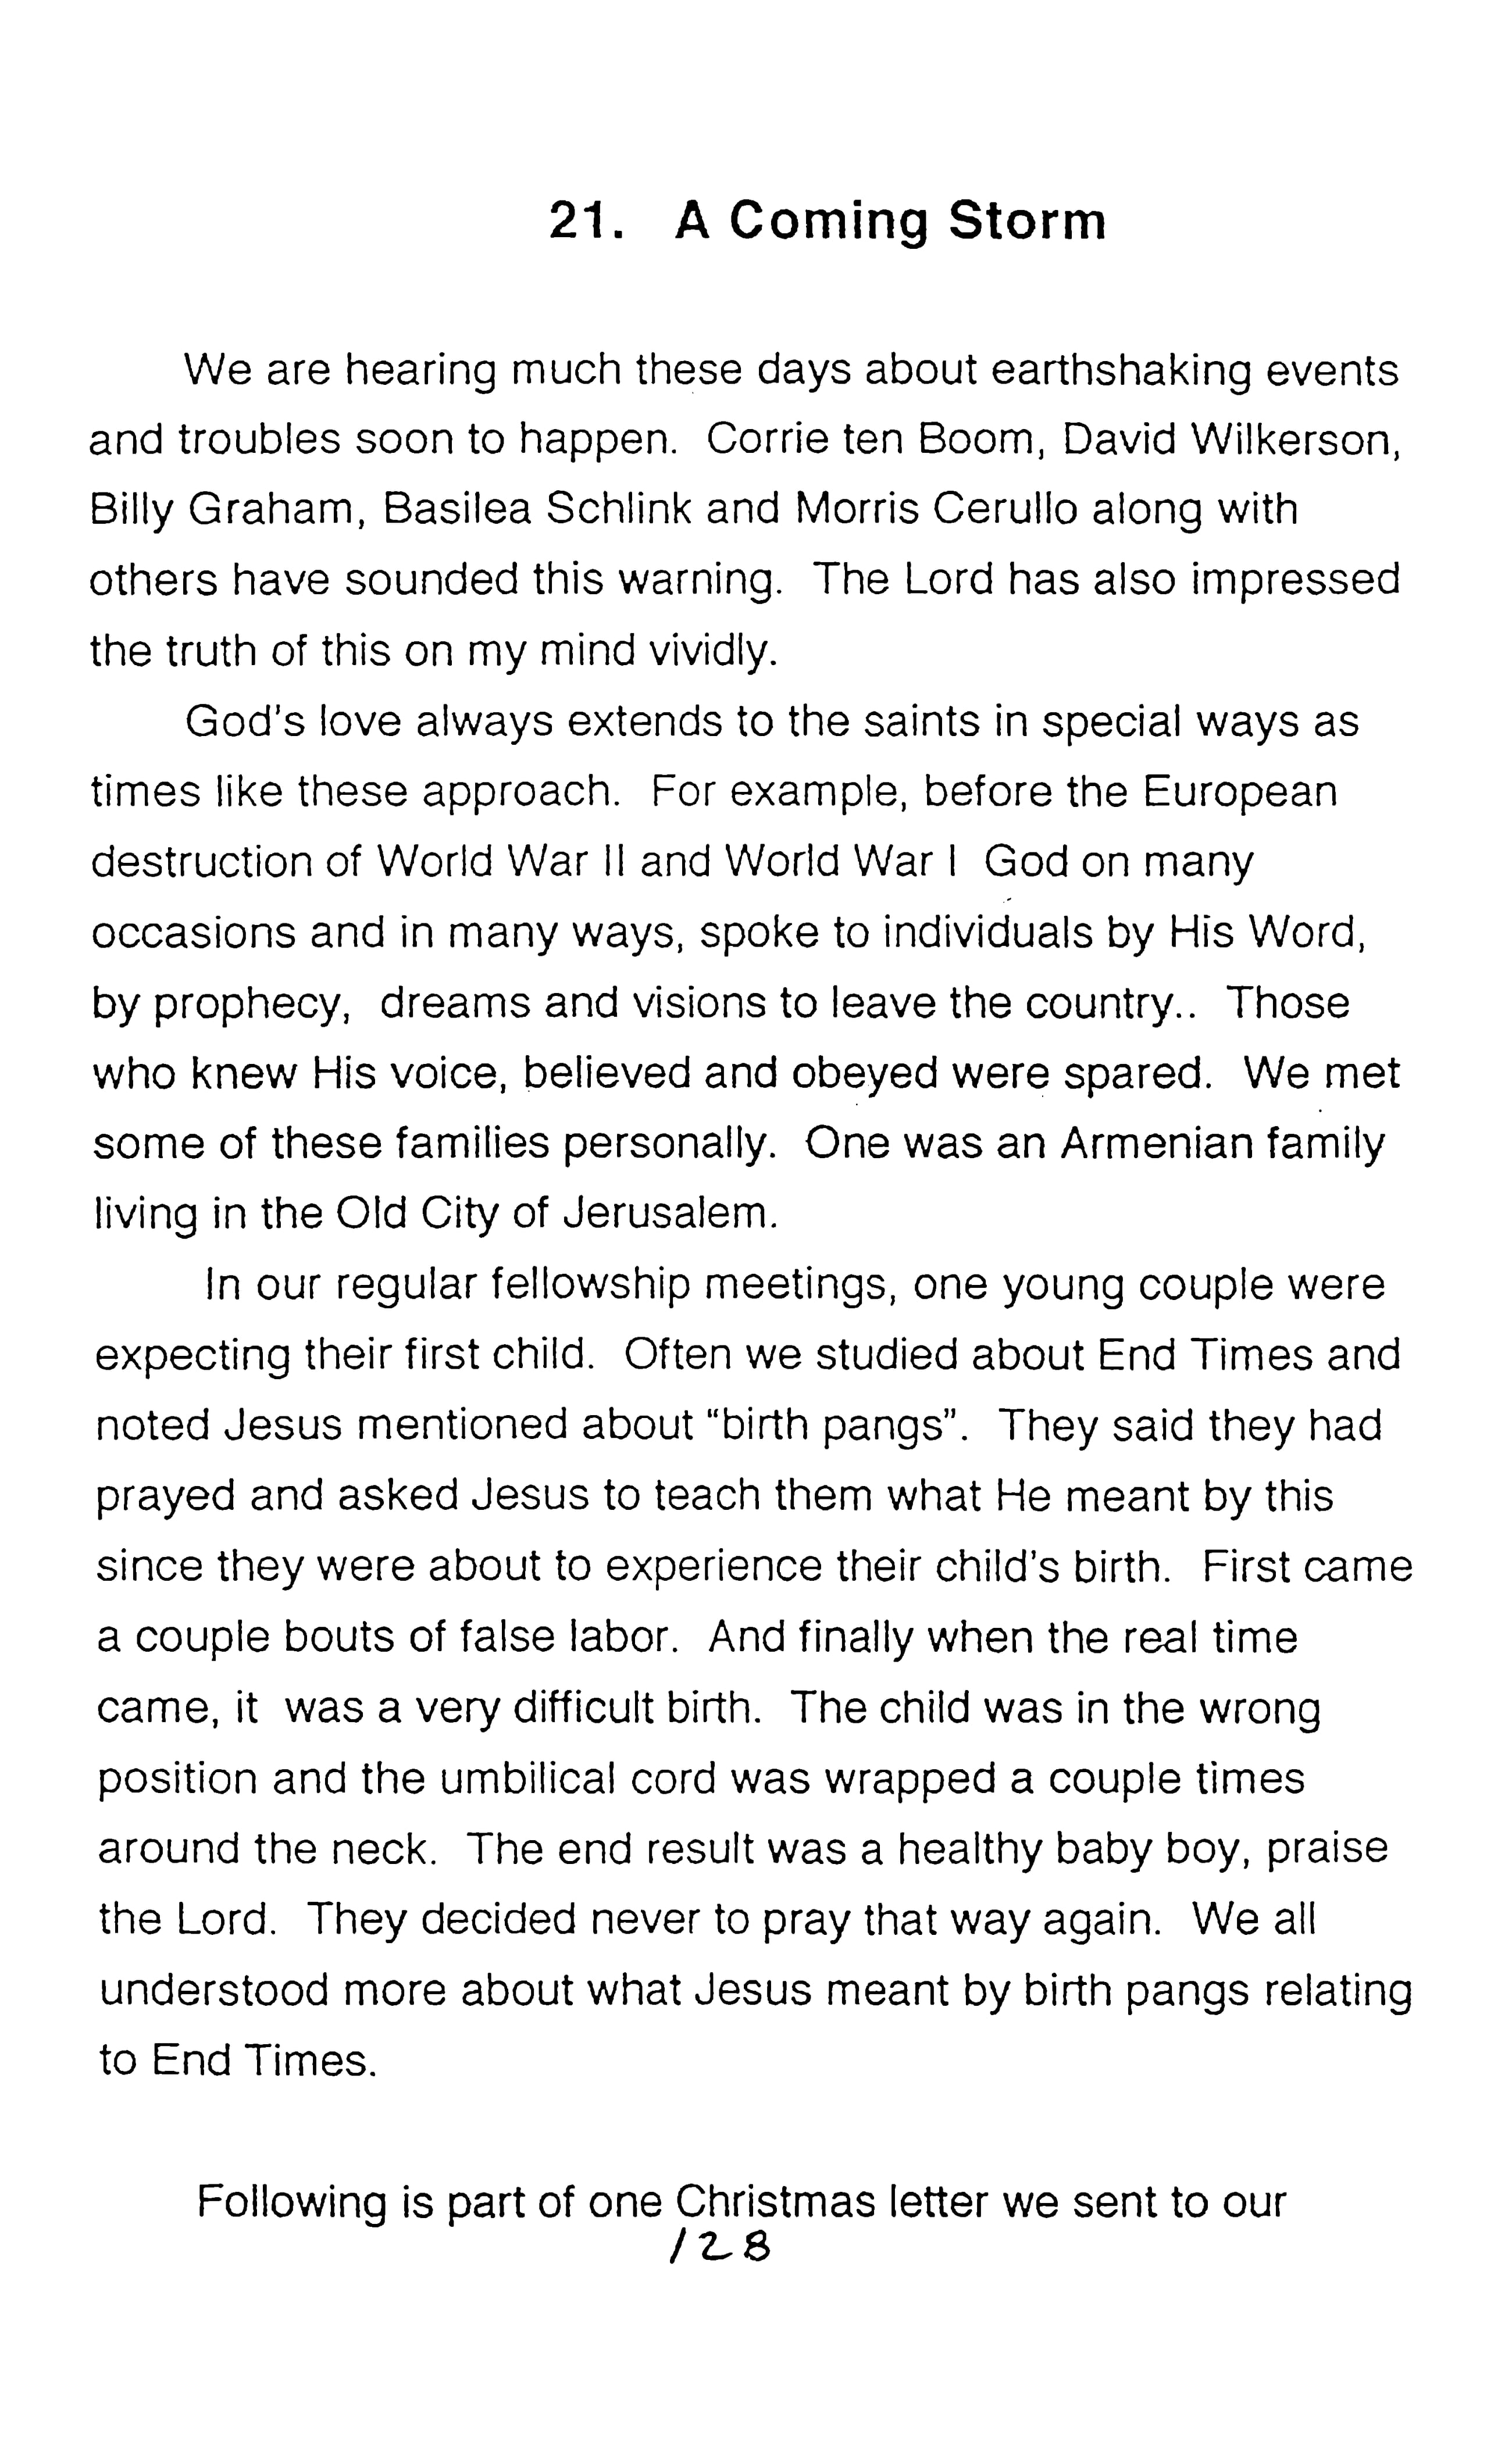 21. A Coming Storm
We are hearing much these days about earthshaking events
and troubles soon to happen. Corrie ten Boom, David Wilkerson,
Billy Graham, Basilea Schlink and Morris Cerullo along with
others have sounded this warning. The Lord has also impressed
the truth of this on my mind vividly.
God's love always extends to the saints in special ways as
times like these approach. For example, before the European
destruction of World War II and World War I God on many
occasions and in many ways, spoke to individuals by His Word,
by prophecy, dreams and visions to leave the country.. Those
who knew His voice, believed and obeyed were spared. We met
some of these families personally. One was an Armenian family
living in the Old City of Jerusalem.
In our regular fellowship meetings, one young couple were
expecting their first child. Often we studied about End Times and
noted Jesus mentioned about “birth pangs”. They said they had
prayed and asked Jesus to teach them what He meant by this
since they were about to experience their child's birth. First came
a couple bouts of false labor. And finally when the real time
came, it was a very difficult birth. The child was in the wrong
position and the umbilical cord was wrapped a couple times
around the neck. The end result was a healthy baby boy, praise
the Lord. They decided never to pray that way again. We all
understood more about what Jesus meant by birth pangs relating
to End Times.
Following is part of one Christmas letter we sent to our
128